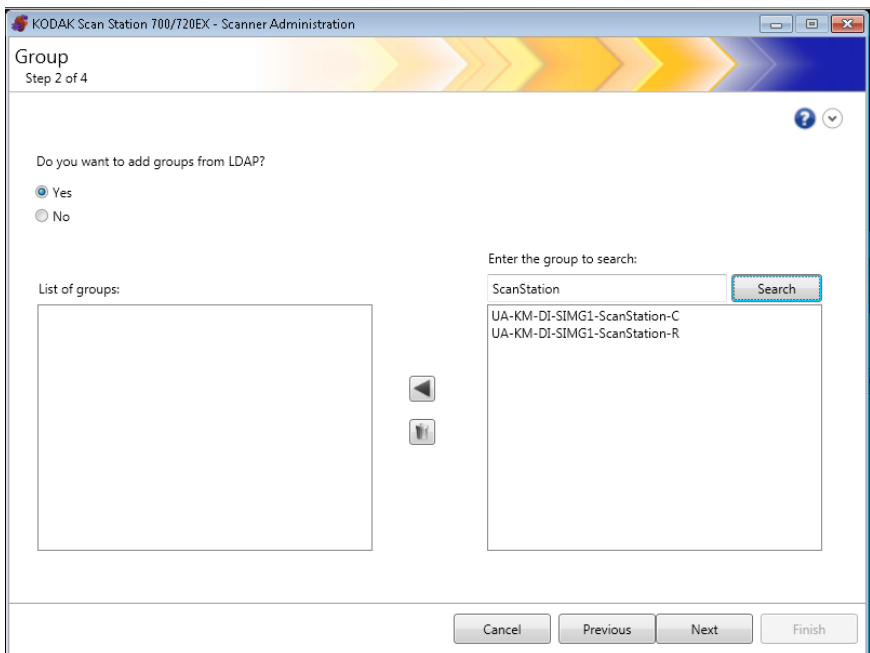 KODAK Scan Station 700/720EX - Scanner Administration
Group
Step 2 of 4
?
Do you want to add groups from LDAP?
Yes
No
Enter the group to search:
List of groups:
ScanStation
Search
UA-KM-DI-SIMG1-ScanStation-C
UA-KM-DI-SIMG1-ScanStation-R
Cancel
Previous
Next
Finish